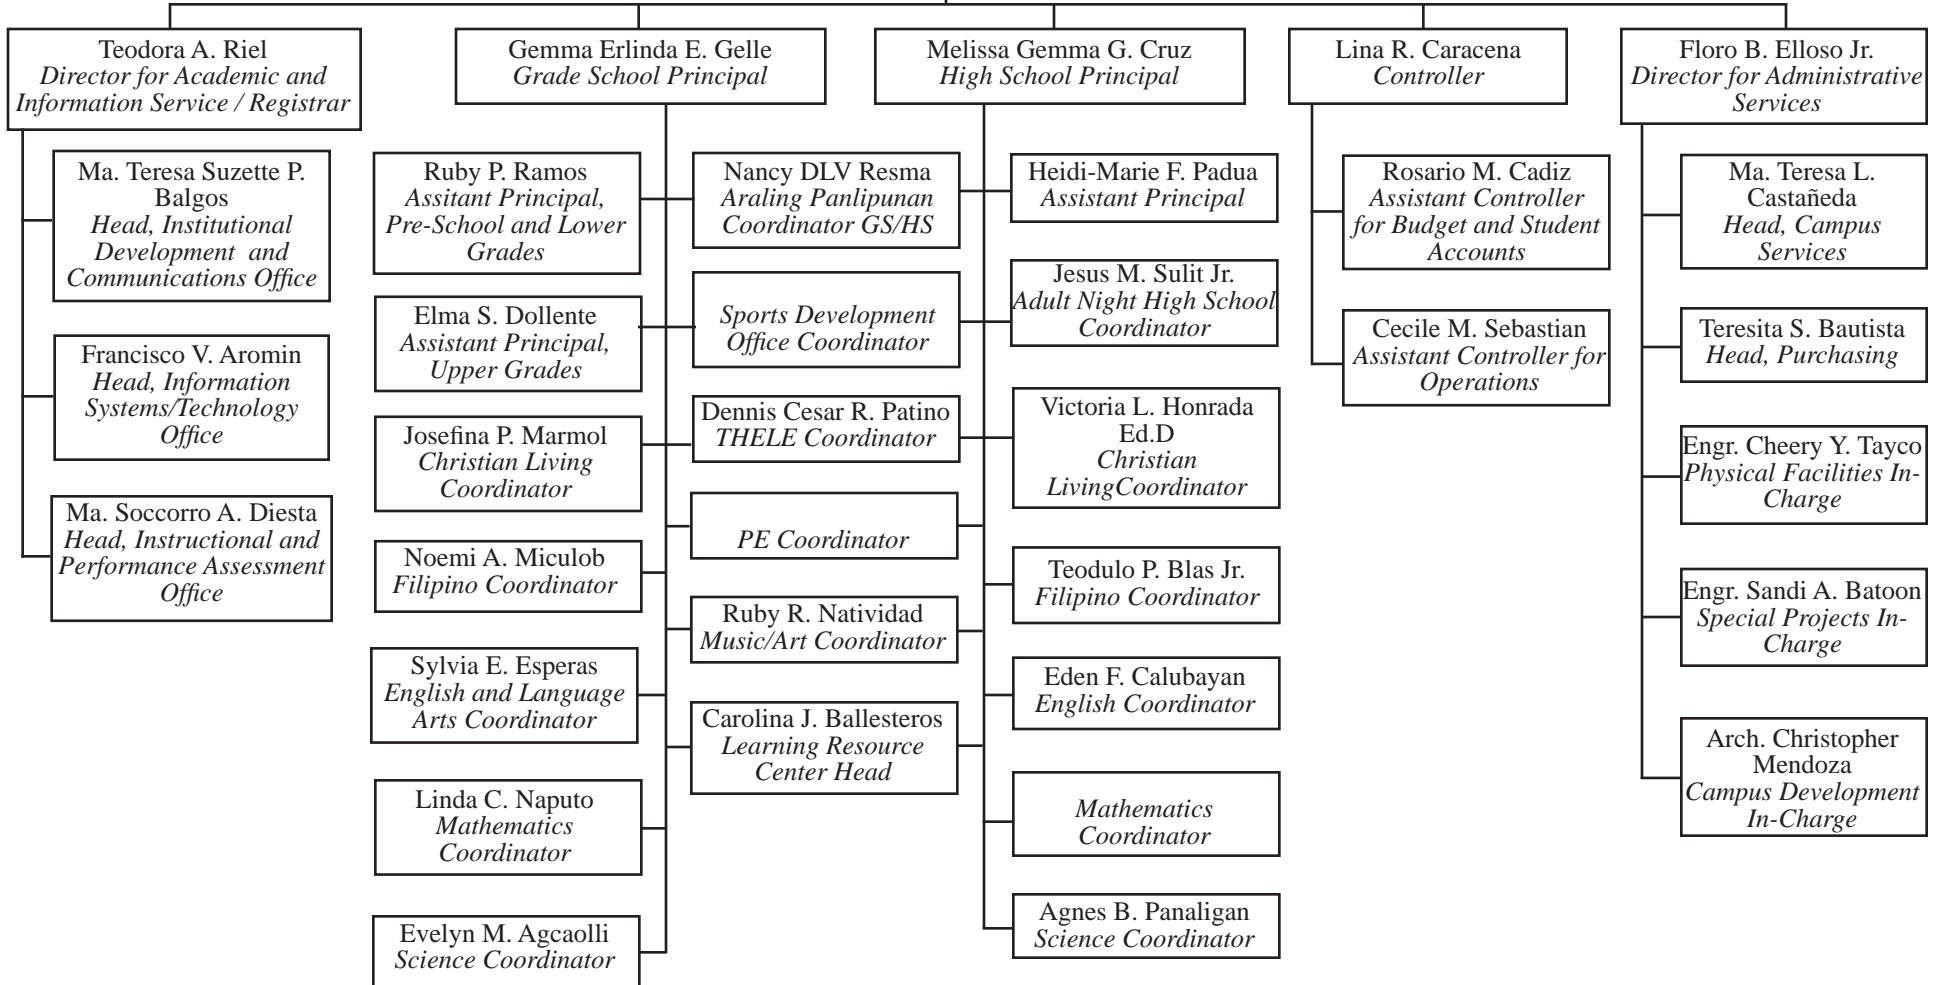 Teodora A. Riel
Director for Academic and
Information Service / Registrar
Ma. Teresa Suzette P.
Balgos
Head, Institutional
Development and
Communications Office
Francisco V. Aromin
Head, Information
Systems/Technology
Office
Ma. Soccorro A. Diesta
Head, Instructional and
Performance Assessment
Office
Gemma Erlinda E. Gelle
Grade School Principal
Ruby P. Ramos
Assitant Principal,
Pre-School and Lower
Grades
Elma S. Dollente
Assistant Principal,
Upper Grades
Josefina P. Marmol
Christian Living
Coordinator
Noemi A. Miculob
Filipino Coordinator
Sylvia E. Esperas
English and Language
Arts Coordinator
Linda C. Naputo
Mathematics
Coordinator
Evelyn M. Agcaolli
Science Coordinator
Nancy DLV Resma
Araling Panlipunan
Coordinator GS/HS
Sports Development
Office Coordinator
Dennis Cesar R. Patino
THELE Coordinator
PE Coordinator
Ruby R. Natividad
Music/Art Coordinator
Carolina J. Ballesteros
Learning Resource
Center Head
Melissa Gemma G. Cruz
High School Principal
Heidi-Marie F. Padua
Assistant Principal
Jesus M. Sulit Jr.
Adult Night High School
Coordinator
Victoria L. Honrada
Ed.D
Christian
LivingCoordinator
Teodulo P. Blas Jr.
Filipino Coordinator
Eden F. Calubayan
English Coordinator
Mathematics
Coordinator
Agnes B. Panaligan
Science Coordinator
Lina R. Caracena
Controller
Rosario M. Cadiz
Assistant Controller
for Budget and Student
Accounts
Cecile M. Sebastian
Assistant Controller for
Operations
Floro B. Elloso Jr.
Director for Administrative
Services
Ma. Teresa L.
Castañeda
Head, Campus
Services
Teresita S. Bautista
Head, Purchasing
Engr. Cheery Y. Tayco
Physical Facilities In-
Charge
Engr. Sandi A. Batoon
Special Projects In-
Charge
Arch. Christopher
Mendoza
Campus Development
In-Charge